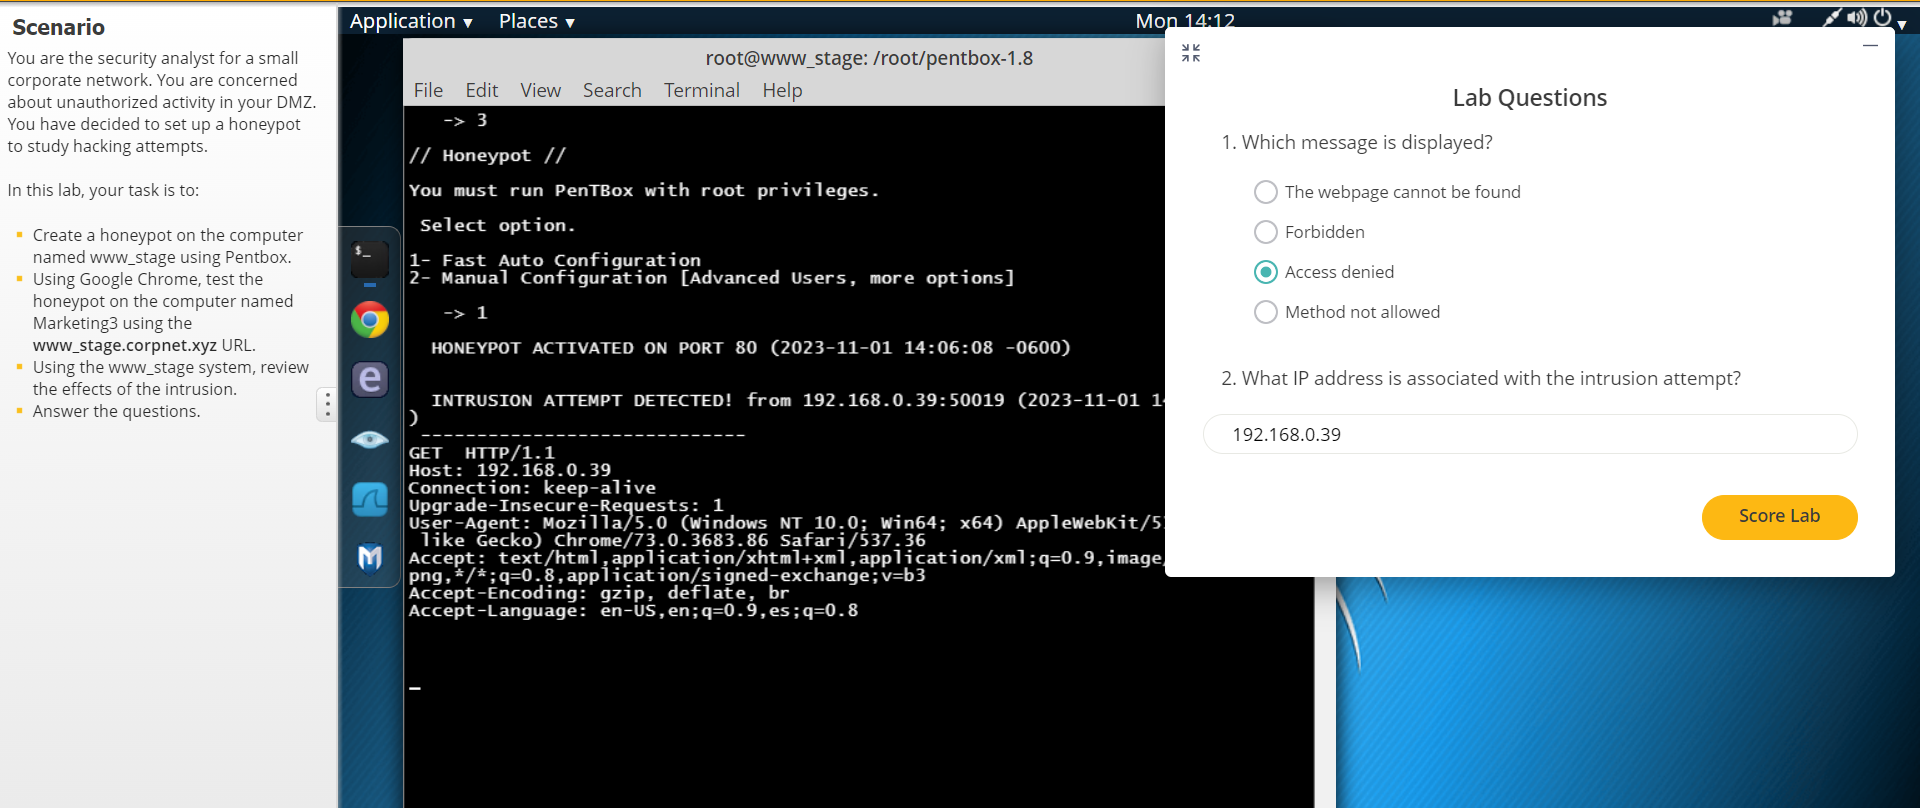 Scenario
You are the security analyst for a small
corporate network. You are concerned
about unauthorized activity in your DMZ.
You have decided to set up a honeypot
to study hacking attempts.
In this lab, your task is to:
Create a honeypot on the computer
named www_stage using Pentbox.
Using Google Chrome, test the
honeypot on the computer named
Marketing3 using the
www_stage.corpnet.xyz URL.
Using the www_stage system, review
the effects of the intrusion.
Answer the questions.
Application ▼ Places ▼ Mon 14:12
root@www_stage: /root/pentbox-1.8
File Edit View Search Terminal Help
-> 3
// Honeypot //
You must run PenTBox with root privileges.
Select option.
1- Fast Auto Configuration
2- Manual Configuration [Advanced Users, more options]
-> 1
HONEYPOT ACTIVATED ON PORT 80 (2023-11-01 14:06:08 -0600)
INTRUSION ATTEMPT DETECTED! from 192.168.0.39:50019 (2023-11-01 1
)
-----------------------------
GET HTTP/1.1
Host: 192.168.0.39
Connection: keep-alive
Upgrade-Insecure-Requests: 1
User-Agent: Mozilla/5.0 (Windows NT 10.0; Win64; x64) AppleWebKit/5
like Gecko) Chrome/73.0.3683.86 Safari/537.36
Accept: text/html,application/xhtml+xml,application/xml;q=0.9,image
png,*/*;q=0.8,application/signed-exchange;v=b3
Accept-Encoding: gzip, deflate, br
Accept-Language: en-US,en;q=0.9,es;q=0.8
Lab Questions
1. Which message is displayed?
The webpage cannot be found
Forbidden
Access denied
Method not allowed
2. What IP address is associated with the intrusion attempt?
192.168.0.39
Score Lab